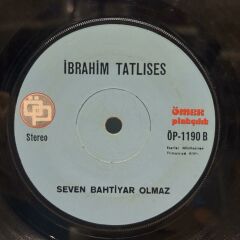 İBRAHİM TATLISES
ÖP
Stereo
ÖMER
plakçılık
ÖP-1190 B
SEVEN BAHTİYAR OLMAZ